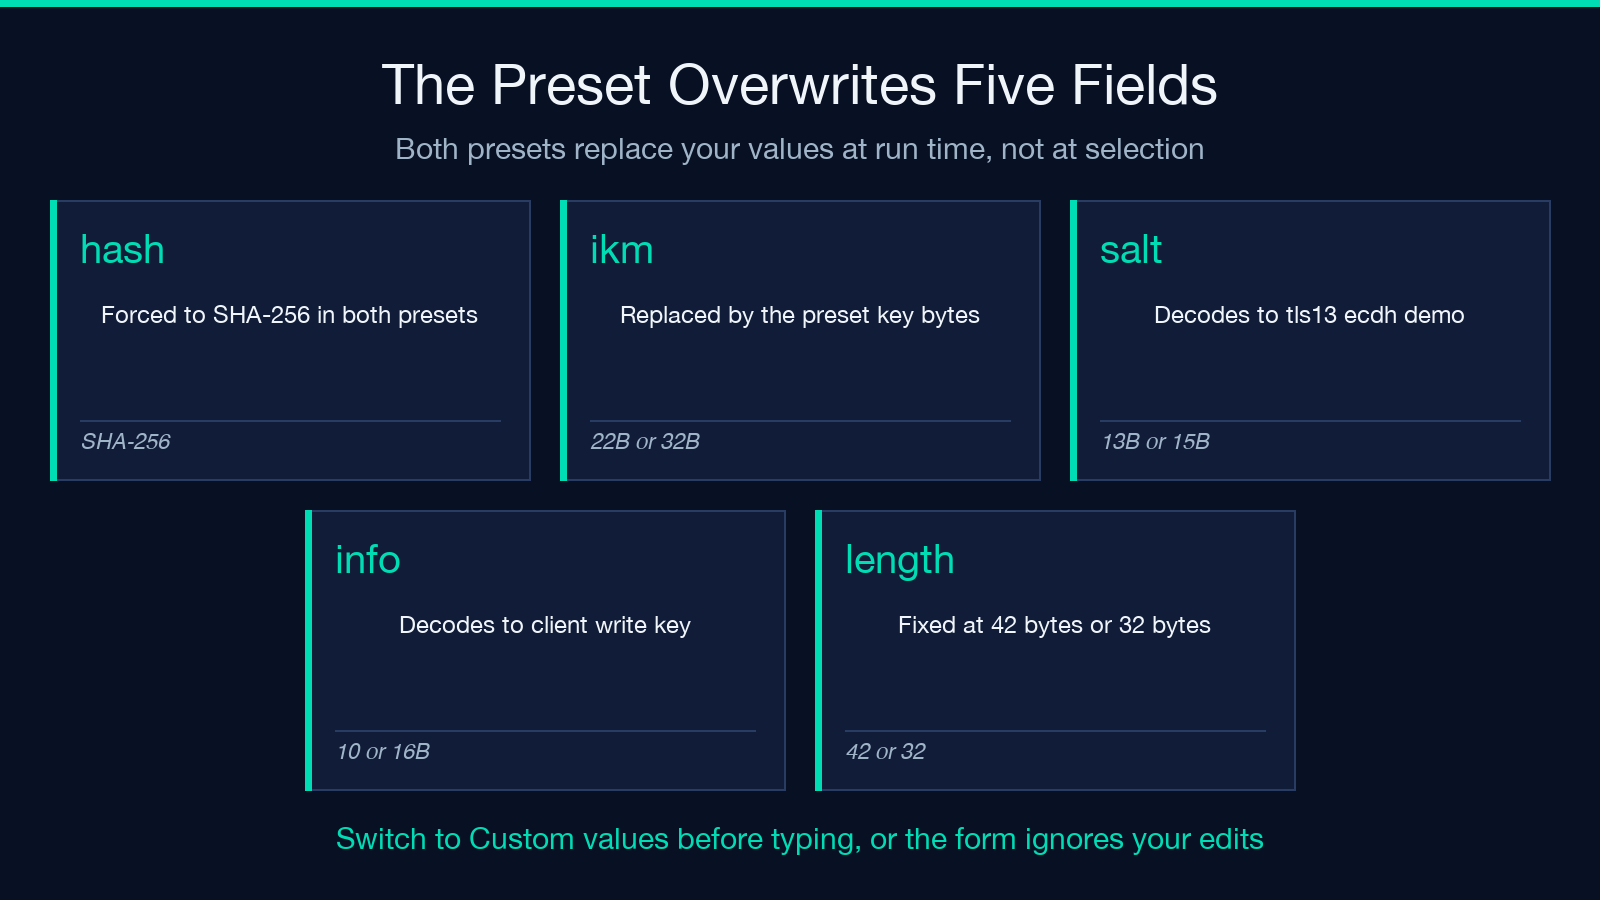 The Preset Overwrites Five Fields
Both presets replace your values at run time, not at selection
hash
Forced to SHA-256 in both presets
SHA-256
ikm
Replaced by the preset key bytes
22B or 32B
salt
Decodes to tls13 ecdh demo
13B or 15B
info
Decodes to client write key
10 or 16B
length
Fixed at 42 bytes or 32 bytes
42 or 32
Switch to Custom values before typing, or the form ignores your edits